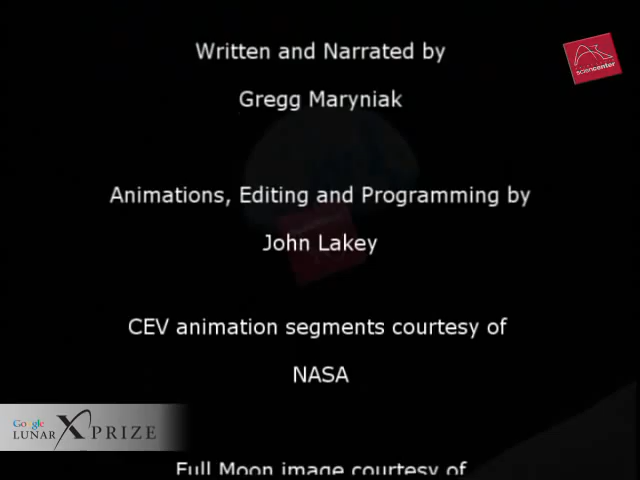 Written and Narrated by
sciencenter
Gregg Maryniak
Animations, Editing and Programming by
John Lakey
CEV animation segments courtesy of
NASA
Google
LUNAR X PRIZE
Full Moon image courtesy of